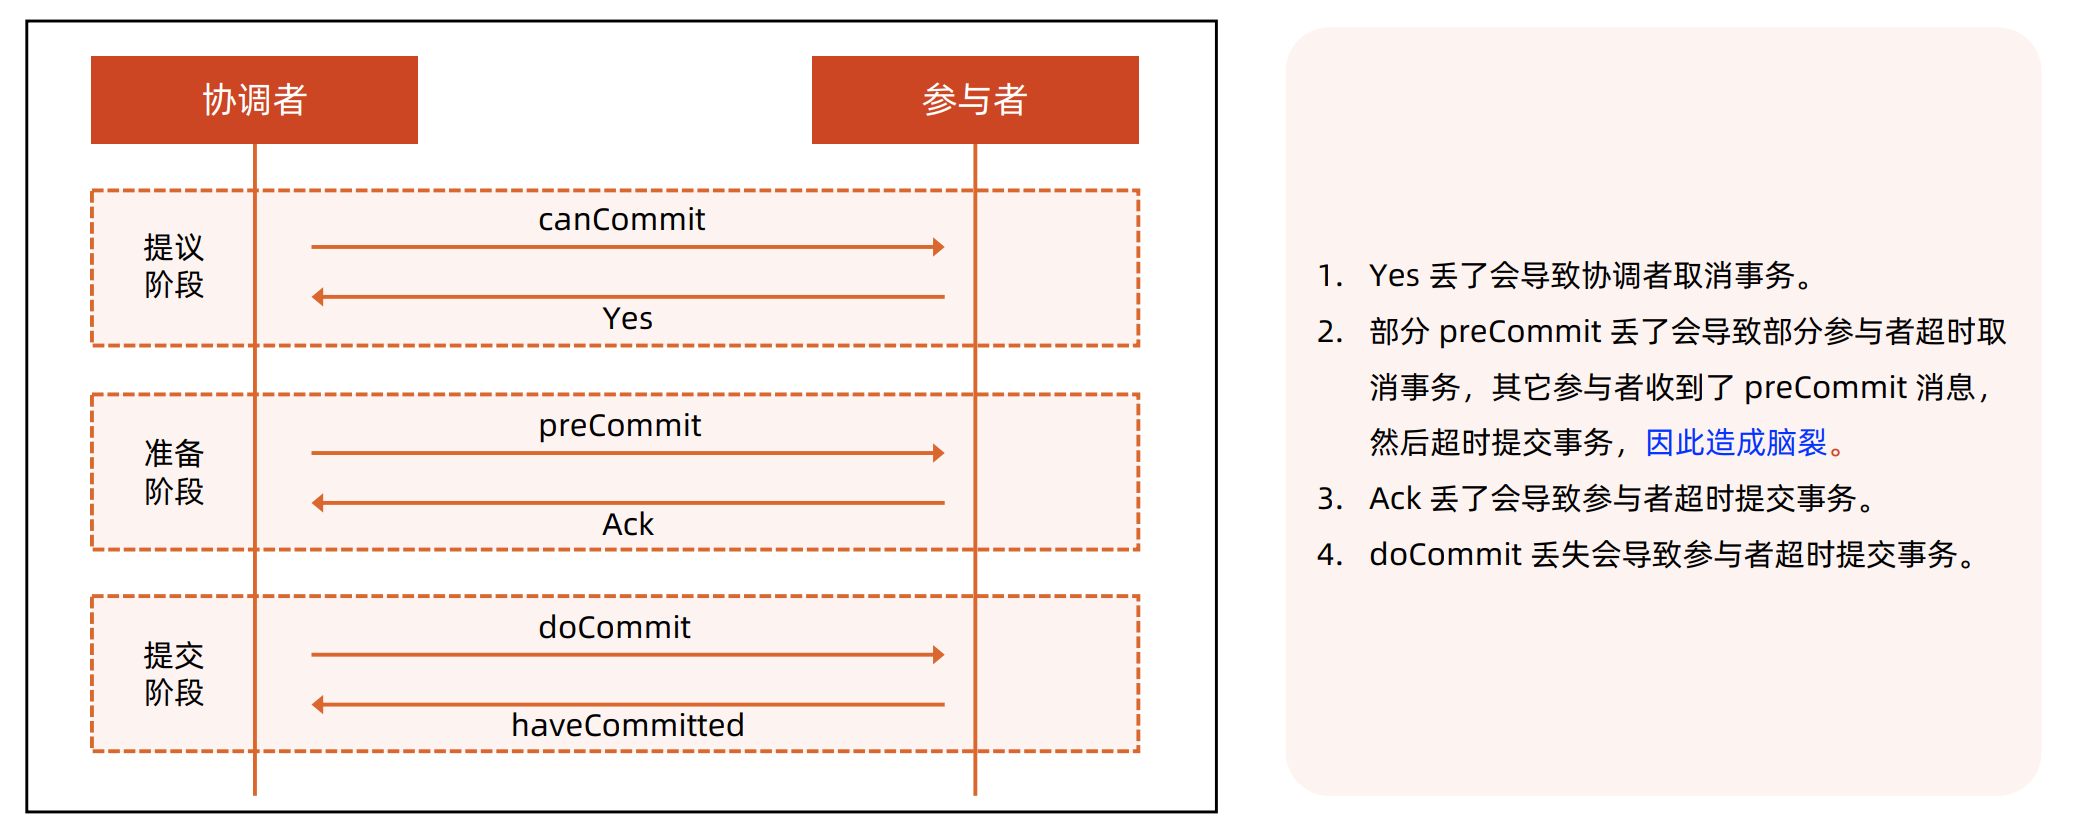 协调者
参与者
提议
阶段
canCommit
Yes
准备
阶段
preCommit
Ack
提交
阶段
doCommit
haveCommitted
1. Yes 丢了会导致协调者取消事务。
2. 部分 preCommit 丢了会导致部分参与者超时取
消事务，其它参与者收到了 preCommit 消息，
然后超时提交事务，因此造成脑裂。
3. Ack 丢了会导致参与者超时提交事务。
4. doCommit 丢失会导致参与者超时提交事务。